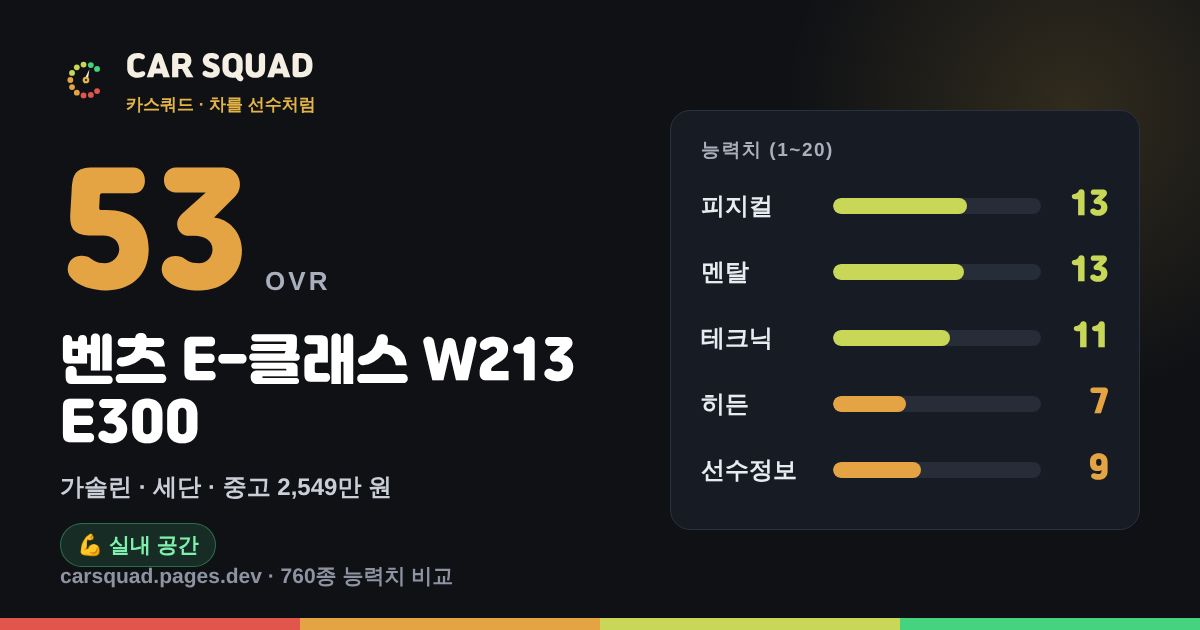 CAR SQUAD
카스쿼드 · 차를 선수처럼
53 OVR
벤츠 E-클래스 W213
E300
가솔린 · 세단 · 중고 2,549만 원
💪 실내 공간
carsquad.pages.dev · 760종 능력치 비교
능력치 (1~20)
피지컬 13
멘탈 13
테크닉 11
히든 7
선수정보 9